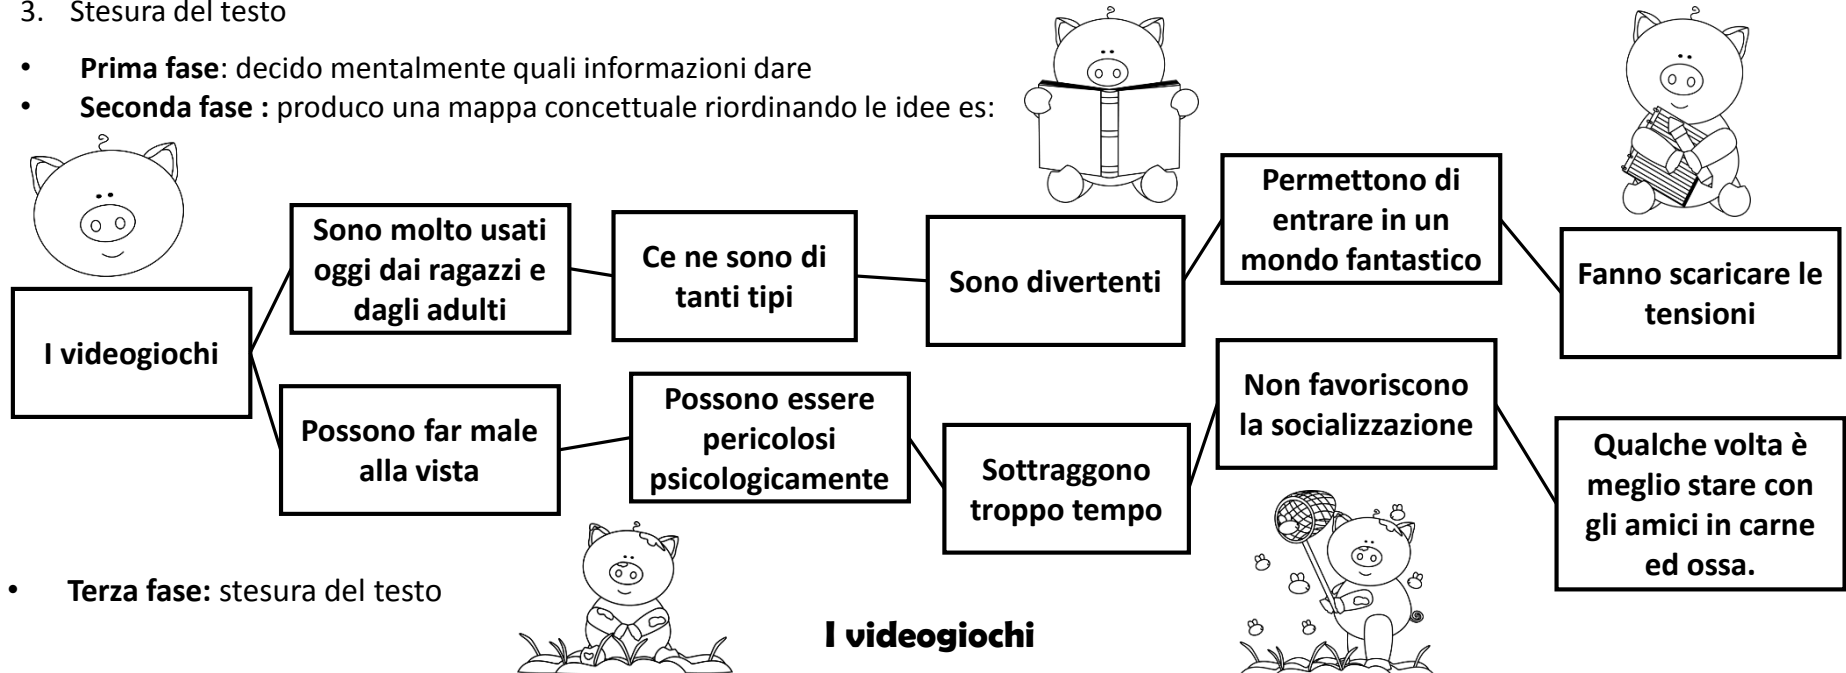 3. Stesura del testo
• Prima fase: decido mentalmente quali informazioni dare
• Seconda fase : produco una mappa concettuale riordinando le idee es:
I videogiochi
Sono molto usati
oggi dai ragazzi e
dagli adulti
Ce ne sono di
tanti tipi
Sono divertenti
Permettono di
entrare in un
mondo fantastico
Fanno scaricare le
tensioni
Possono far male
alla vista
Possono essere
pericolosi
psicologicamente
Sottraggono
troppo tempo
Non favoriscono
la socializzazione
Qualche volta è
meglio stare con
gli amici in carne
ed ossa.
• Terza fase: stesura del testo
I videogiochi